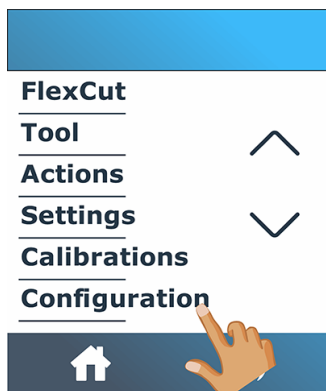 FlexCut
Tool
Actions
Settings
Calibrations
Configuration